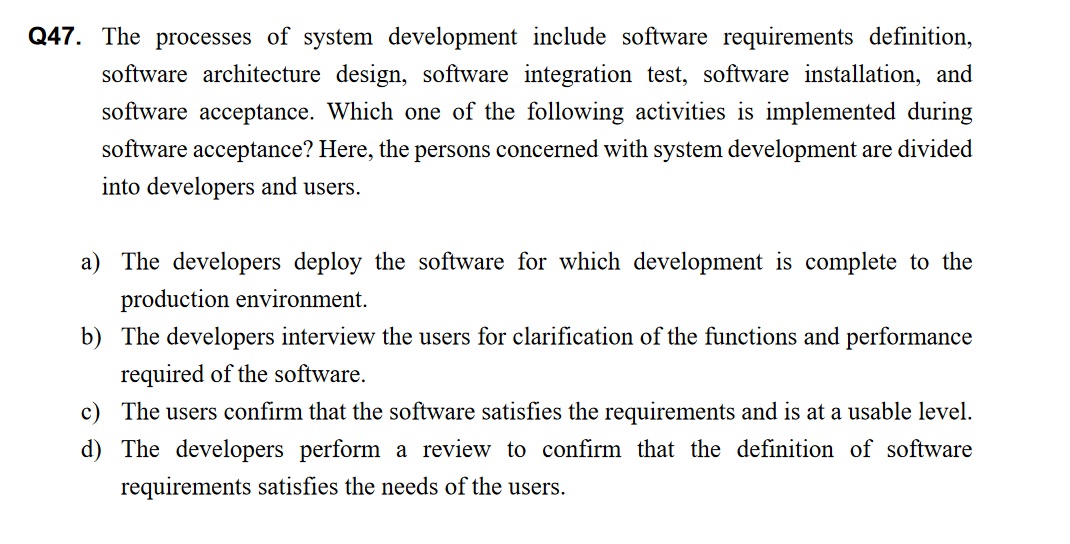 Q47. The processes of system development include software requirements definition,
software architecture design, software integration test, software installation, and
software acceptance. Which one of the following activities is implemented during
software acceptance? Here, the persons concerned with system development are divided
into developers and users.
a) The developers deploy the software for which development is complete to the
production environment.
b) The developers interview the users for clarification of the functions and performance
required of the software.
c) The users confirm that the software satisfies the requirements and is at a usable level.
d) The developers perform a review to confirm that the definition of software
requirements satisfies the needs of the users.